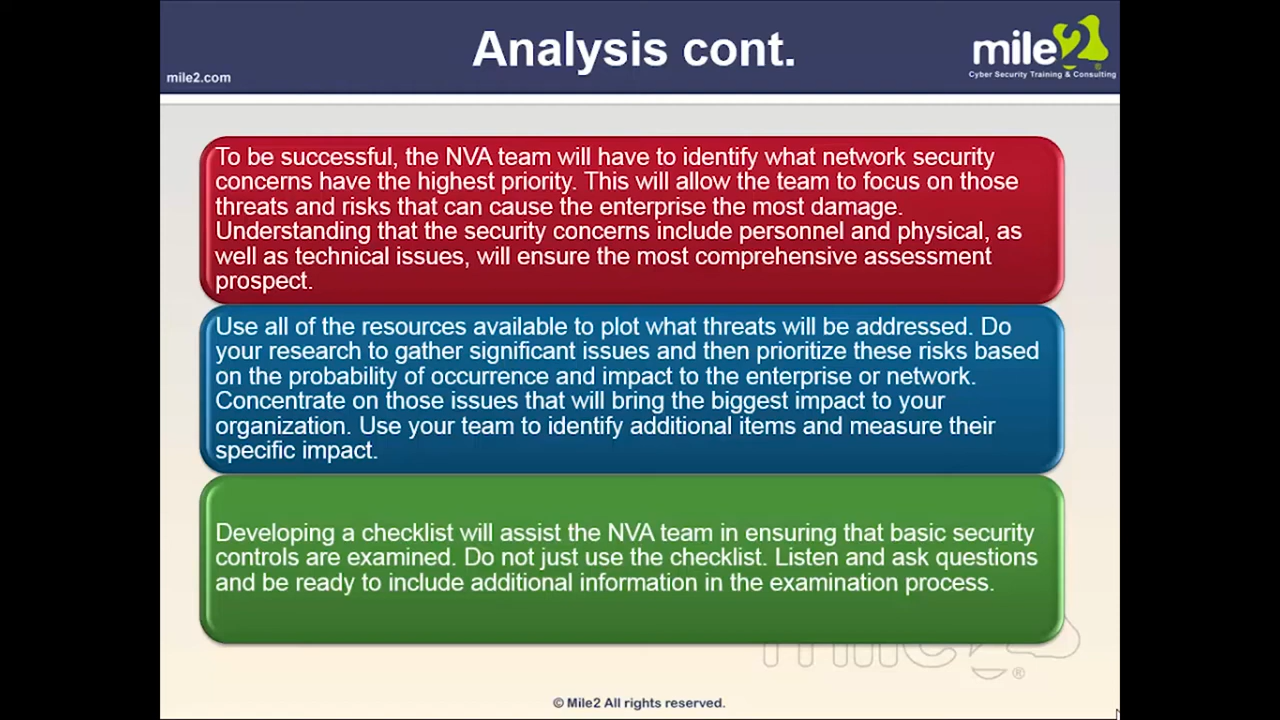 Analysis cont.
mile2
Cyber Security Training & Consulting
mile2.com
To be successful, the NVA team will have to identify what network security
concerns have the highest priority. This will allow the team to focus on those
threats and risks that can cause the enterprise the most damage.
Understanding that the security concerns include personnel and physical, as
well as technical issues, will ensure the most comprehensive assessment
prospect.
Use all of the resources available to plot what threats will be addressed. Do
your research to gather significant issues and then prioritize these risks based
on the probability of occurrence and impact to the enterprise or network.
Concentrate on those issues that will bring the biggest impact to your
organization. Use your team to identify additional items and measure their
specific impact.
Developing a checklist will assist the NVA team in ensuring that basic security
controls are examined. Do not just use the checklist. Listen and ask questions
and be ready to include additional information in the examination process.
mile2 ®
© Mile2 All rights reserved.